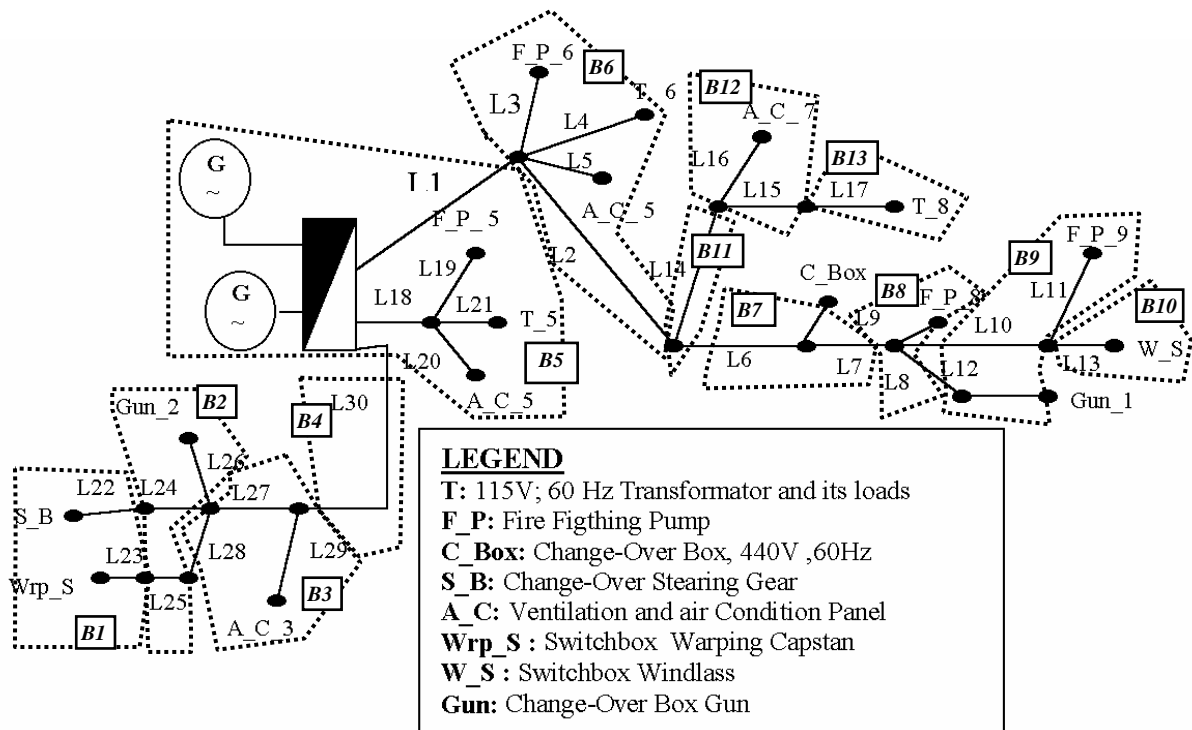 F_P_6
B6
B12
T_6
L3
A_C_7
L4
G
~
L5
L16
B13
L1
L15
L17
T_8
F_P_5
A_C_5
B11
B9
F_P_9
L2
L14
C_Box
B8
L19
G
~
L18
L21
T_5
B7
F_P_8
L11
B10
L9
L10
L20
B5
L6
L7
L8
L12
L13
W_S
A_C_5
Gun_1
Gun_2
B2
B4
L30
L26
L22
L24
L27
S_B
L23
L28
L29
Wrp_S
L25
B3
B1
A_C_3
LEGEND
T: 115V; 60 Hz Transformator and its loads
F_P: Fire Figthing Pump
C_Box: Change-Over Box, 440V ,60Hz
S_B: Change-Over Stearing Gear
A_C: Ventilation and air Condition Panel
Wrp_S : Switchbox Warping Capstan
W_S : Switchbox Windlass
Gun: Change-Over Box Gun